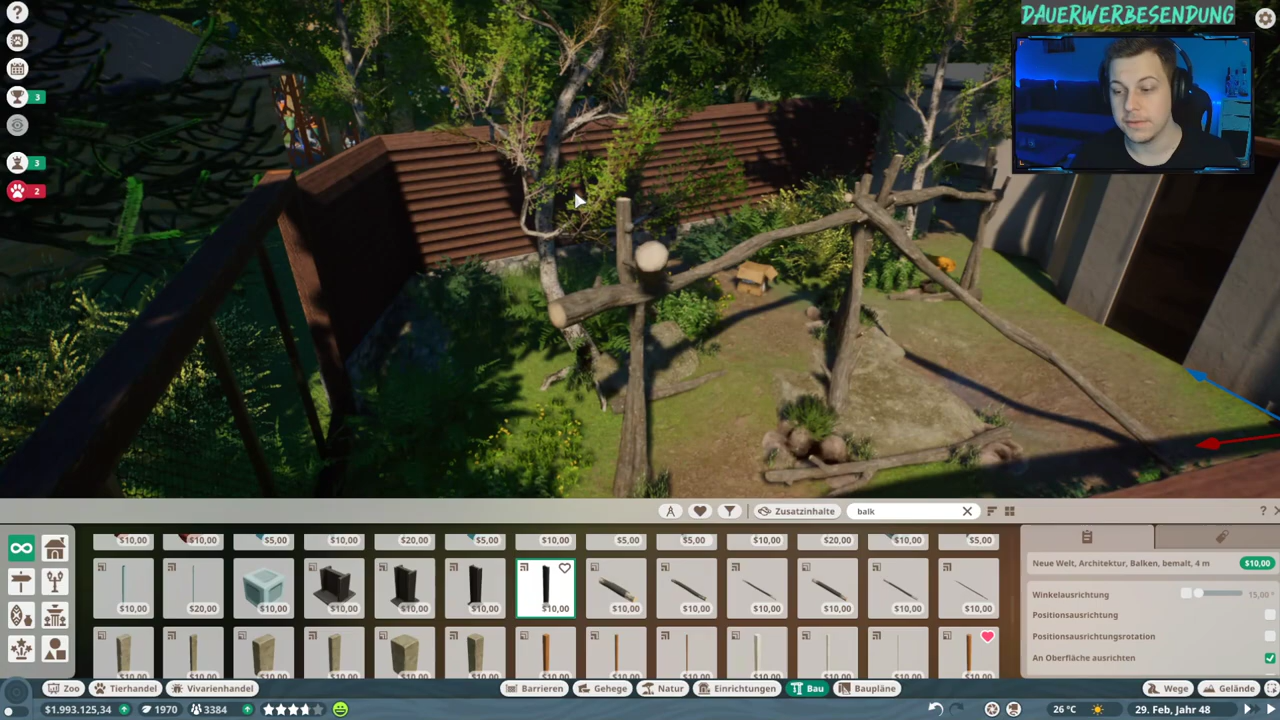 DAUERWERBESENDUNG
?
3
3
2
Zusatzinhalte
balk
?
$10,00 $10,00 $5,00 $10,00 $20,00 $5,00 $10,00 $5,00 $5,00 $10,00 $20,00 $10,00 $5,00
$10,00 $20,00 $10,00 $10,00 $10,00 $10,00 $10,00 $10,00 $10,00 $10,00 $10,00 $10,00 $10,00
Neue Welt, Architektur, Balken, bemalt, 4 m $10,00
Winkelausrichtung 15,00 °
Positionsausrichtung
Positionsausrichtungsrotation
An Oberfläche ausrichten
Zoo Tierhandel Vivarienhandel Barrieren Gehege Natur Einrichtungen Bau Baupläne Wege Gelände
$1.993.125,34 1970 3384 26 °C 29. Feb, Jahr 48